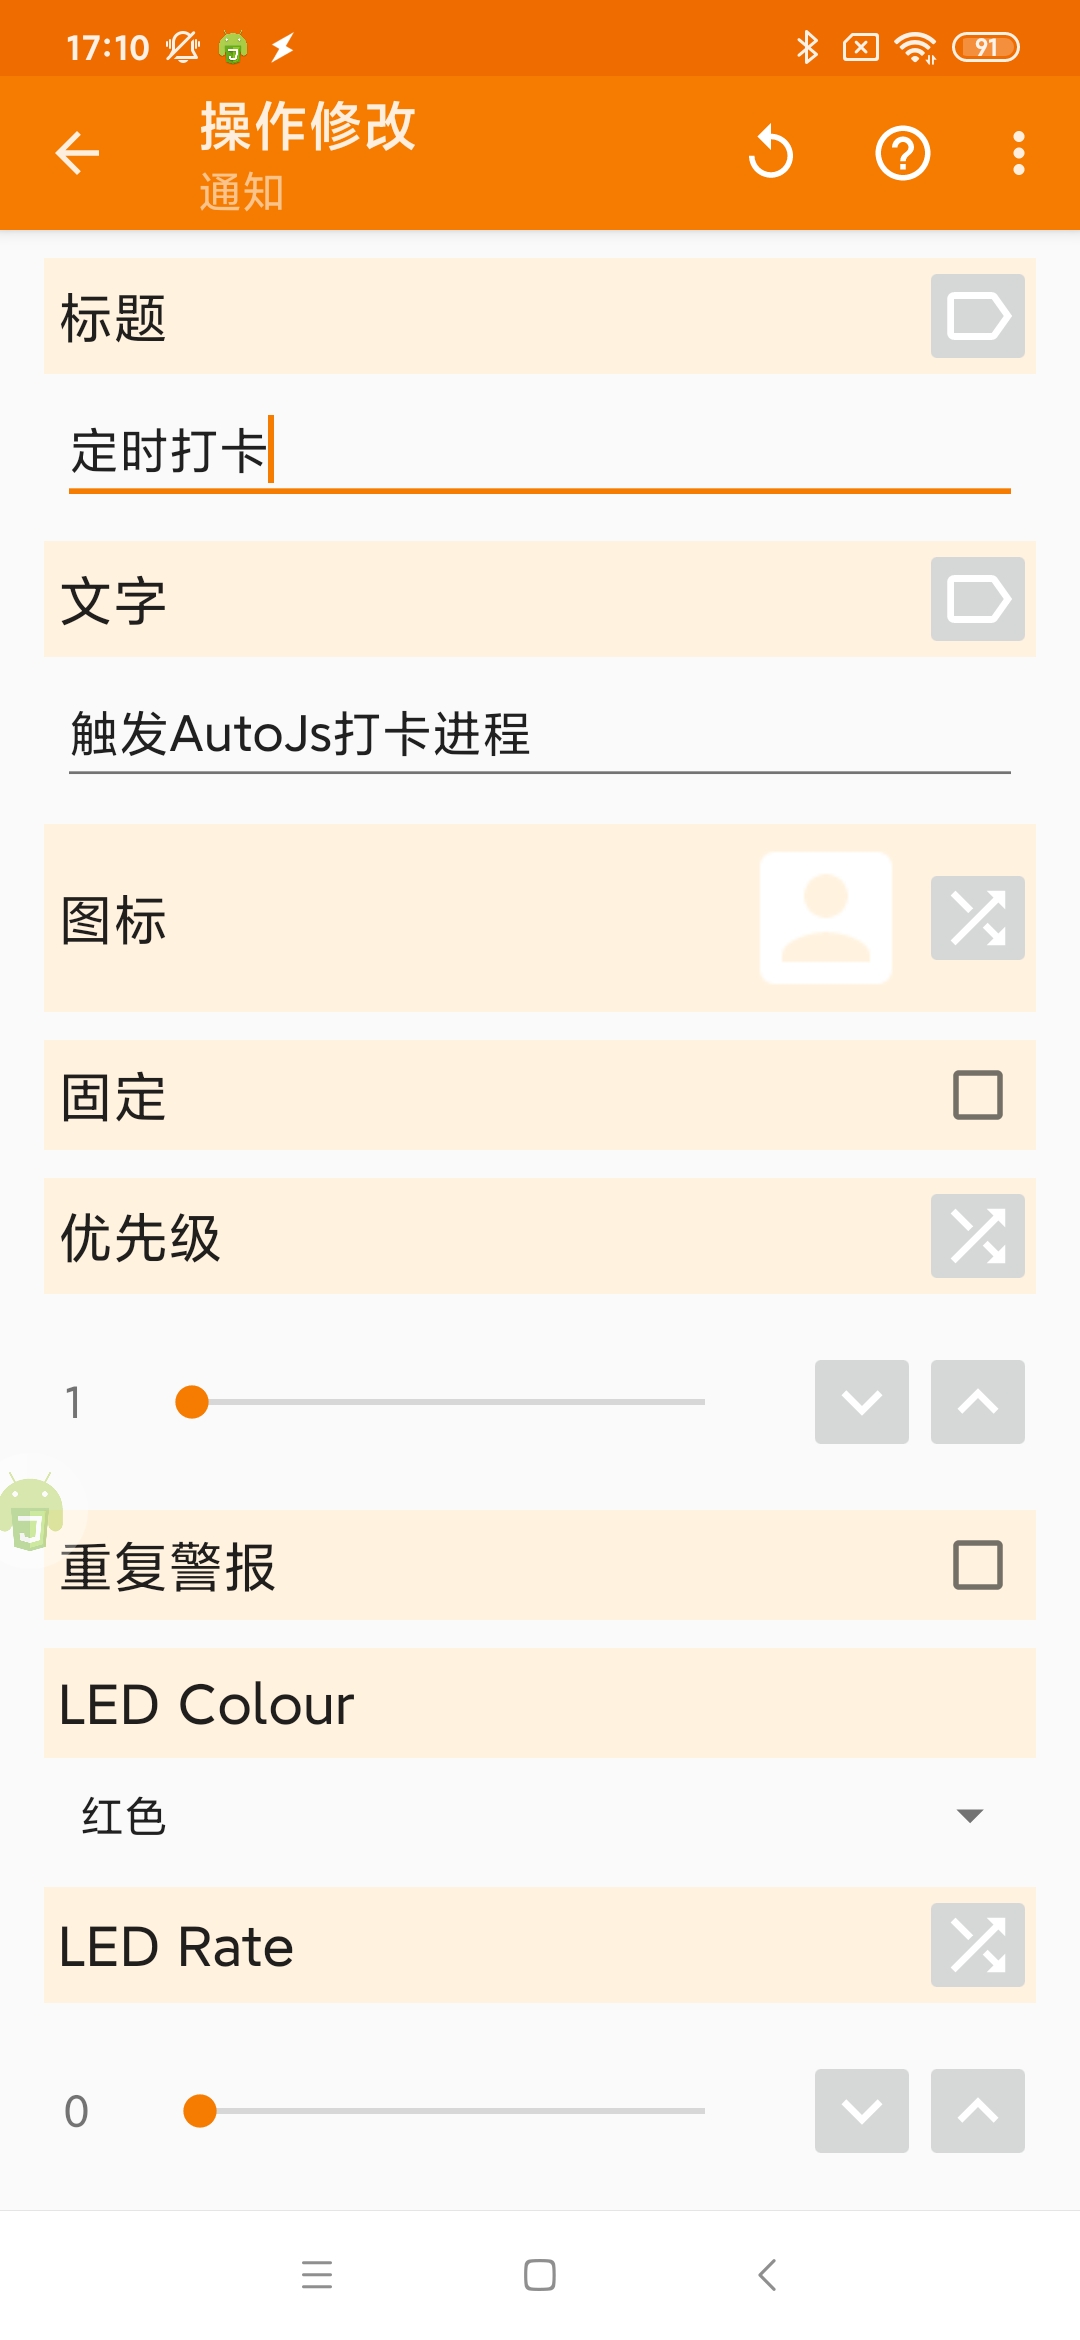 17:10
91
操作修改
通知
标题
定时打卡
文字
触发AutoJs打卡进程
图标
固定
优先级
1
重复警报
LED Colour
红色
LED Rate
0